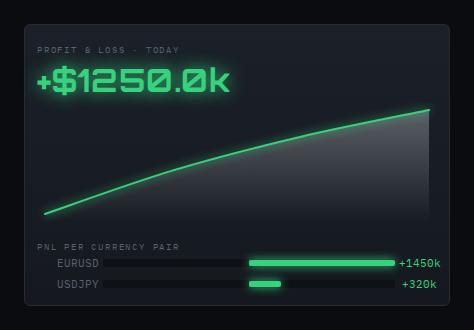 PROFIT & LOSS · TODAY
+$1250.0k
PNL PER CURRENCY PAIR
EURUSD +1450k
USDJPY +320k